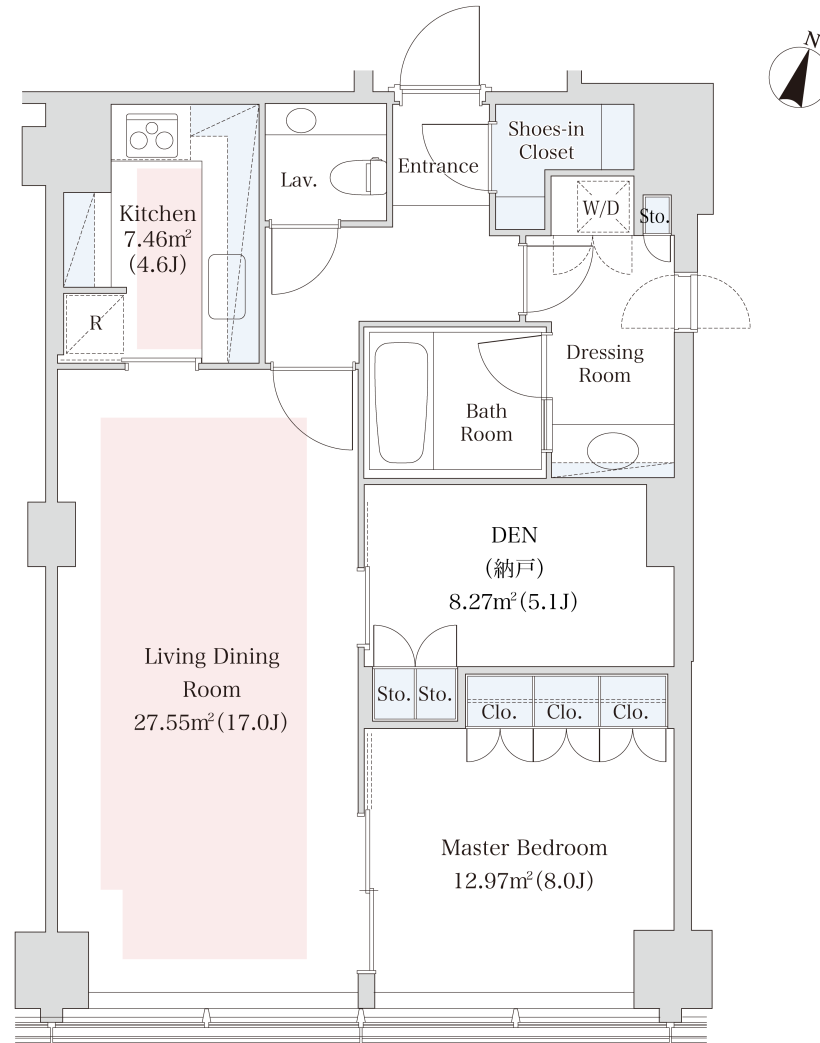 N
Shoes-in
Closet
Entrance
Lav.
Kitchen
7.46m²
(4.6J)
W/D
Sto.
R
Dressing
Room
Bath
Room
DEN
(納戸)
8.27m²(5.1J)
Living Dining
Room
27.55m²(17.0J)
Sto.
Sto.
Clo.
Clo.
Clo.
Master Bedroom
12.97m²(8.0J)